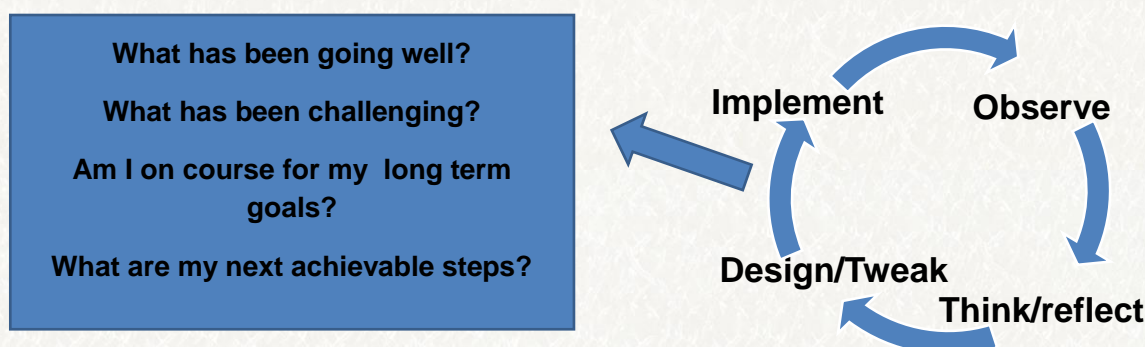 What has been going well?
What has been challenging?
Am I on course for my long term
goals?
What are my next achievable steps?
Implement
Observe
Design/Tweak
Think/reflect